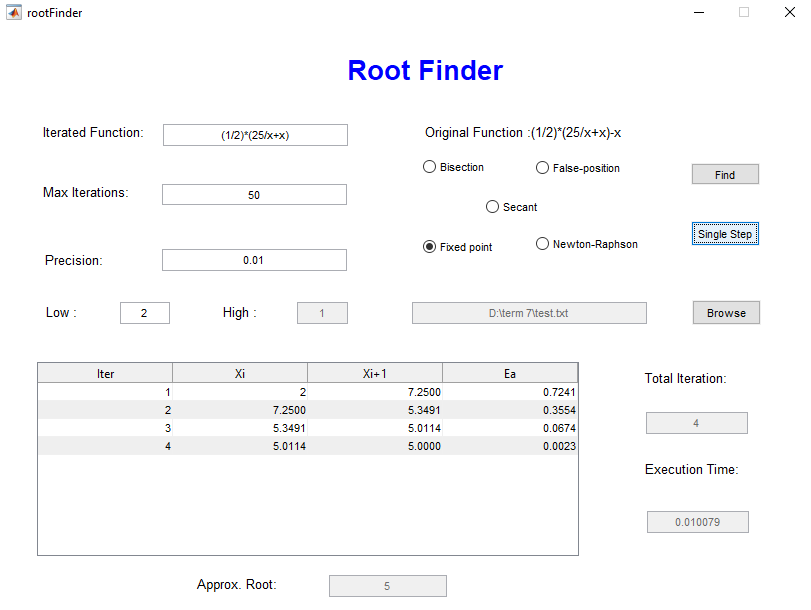 rootFinder
Root Finder
Iterated Function: (1/2)*(25/x+x) Original Function :(1/2)*(25/x+x)-x
Bisection False-position Find
Max Iterations: 50
Secant
Single Step
Fixed point Newton-Raphson
Precision: 0.01
Low : 2 High : 1 D:\term 7\test.txt Browse
Iter Xi Xi+1 Ea
1 2 7.2500 0.7241
2 7.2500 5.3491 0.3554
3 5.3491 5.0114 0.0674
4 5.0114 5.0000 0.0023
Total Iteration:
4
Execution Time:
0.010079
Approx. Root: 5